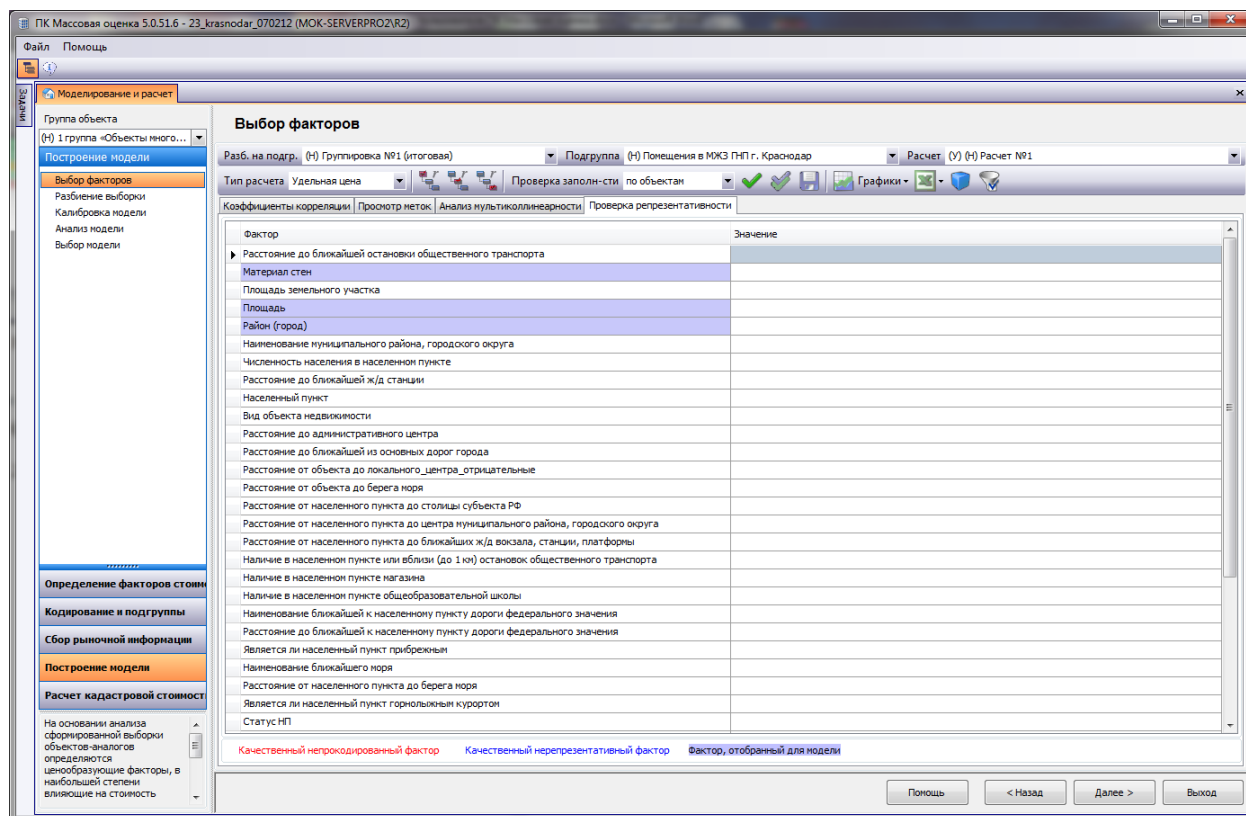 ПК Массовая оценка 5.0.51.6 - 23_krasnodar_070212 (MOK-SERVERPRO2\R2)
Файл Помощь
Задачи
Моделирование и расчет
Группа объекта
(Н) 1 группа «Объекты много...
Построение модели
Выбор факторов
Разбиение выборки
Калибровка модели
Анализ модели
Выбор модели
Определение факторов стоим
Кодирование и подгруппы
Сбор рыночной информации
Построение модели
Расчет кадастровой стоимост
На основании анализа
сформированной выборки
объектов-аналогов
определяются
ценообразующие факторы, в
наибольшей степени
влияющие на стоимость
Выбор факторов
Разб. на подгр. (Н) Группировка №1 (итоговая) Подгруппа (Н) Помещения в МЖЗ ГНП г. Краснодар Расчет (У) (Н) Расчет №1
Тип расчета Удельная цена Проверка заполн-сти по объектам Графики
Коэффициенты корреляции Просмотр меток Анализ мультиколлинеарности Проверка репрезентативности
Фактор Значение
Расстояние до ближайшей остановки общественного транспорта
Материал стен
Площадь земельного участка
Площадь
Район (город)
Наименование муниципального района, городского округа
Численность населения в населенном пункте
Расстояние до ближайшей ж/д станции
Населенный пункт
Вид объекта недвижимости
Расстояние до административного центра
Расстояние до ближайшей из основных дорог города
Расстояние от объекта до локального_центра_отрицательные
Расстояние от объекта до берега моря
Расстояние от населенного пункта до столицы субъекта РФ
Расстояние от населенного пункта до центра муниципального района, городского округа
Расстояние от населенного пункта до ближайших ж/д вокзала, станции, платформы
Наличие в населенном пункте или вблизи (до 1 км) остановок общественного транспорта
Наличие в населенном пункте магазина
Наличие в населенном пункте общеобразовательной школы
Наименование ближайшей к населенному пункту дороги федерального значения
Расстояние до ближайшей к населенному пункту дороги федерального значения
Является ли населенный пункт прибрежным
Наименование ближайшего моря
Расстояние от населенного пункта до берега моря
Является ли населенный пункт горнолыжным курортом
Статус НП
Качественный непрокодированный фактор Качественный нерепрезентативный фактор Фактор, отобранный для модели
Помощь < Назад Далее > Выход